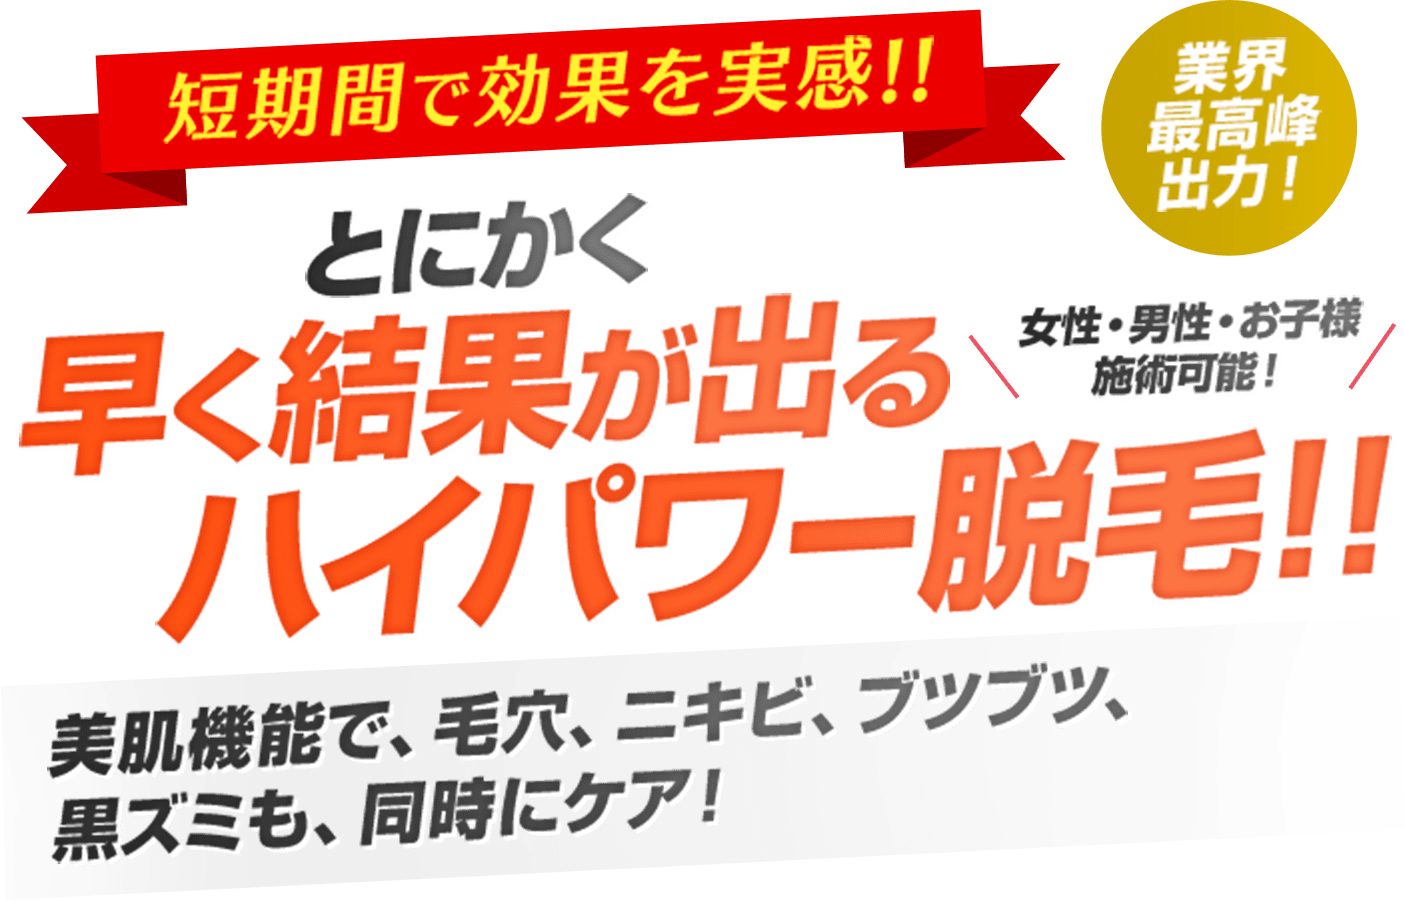 短期間で効果を実感!!
業界
最高峰
出力!
とにかく
早く結果が出る
女性・男性・お子様
施術可能!
ハイパワー脱毛!!
美肌機能で、毛穴、ニキビ、ブツブツ、
黒ズミも、同時にケア!